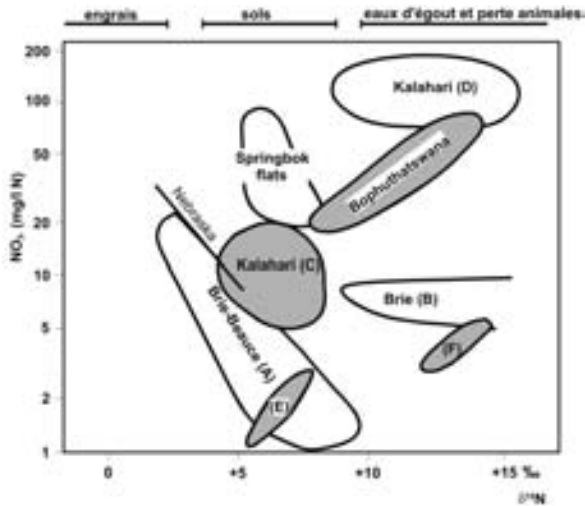 engrais
sols
eaux d'égout et perte animales.
200
100
50
20
10
5
2
1
NO₃ (mg/l N)
Kalahari (D)
Springbok
flats
Bophuthatswana
Nebraska
Kalahari (C)
Brie (B)
Brie-Beauce (A)
(F)
(E)
0
+5
+10
+15 ‰
δ¹⁵N